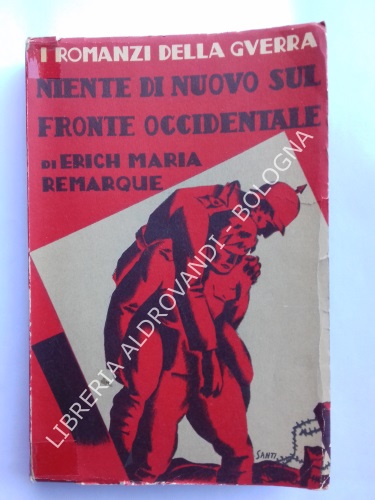 I ROMANZI DELLA GVERRA
NIENTE DI NUOVO SUL
FRONTE OCCIDENTALE
DI ERICH MARIA
REMARQUE
LIBRERIA ALDROVANDI - BOLOGNA
SANTI